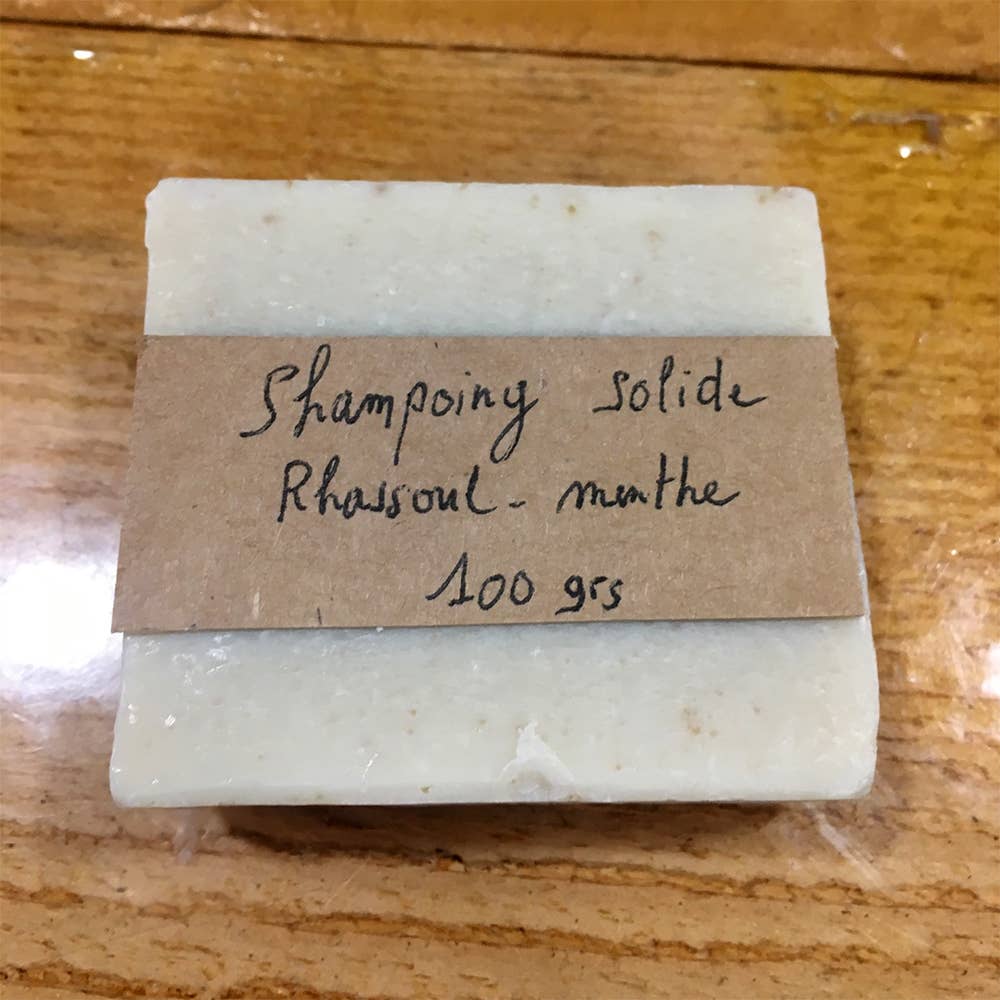 Shampoing solide
Rhassoul - menthe
100 grs